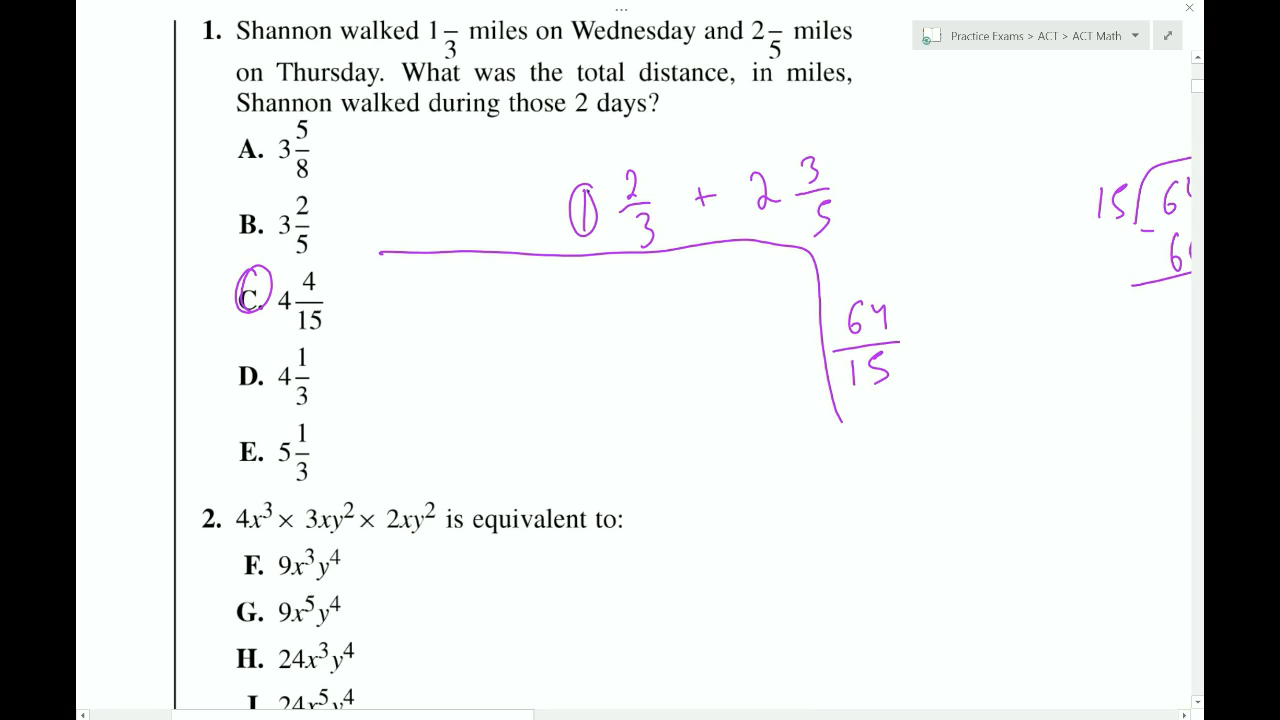 Practice Exams > ACT > ACT Math
1. Shannon walked 1 –/3 miles on Wednesday and 2 –/5 miles
on Thursday. What was the total distance, in miles,
Shannon walked during those 2 days?
A. 3 5/8
B. 3 2/5
C. 4 4/15
D. 4 1/3
E. 5 1/3
1 2/3 + 2 3/5
64/15
15
2. 4x³ × 3xy² × 2xy² is equivalent to:
F. 9x³y⁴
G. 9x⁵y⁴
H. 24x³y⁴